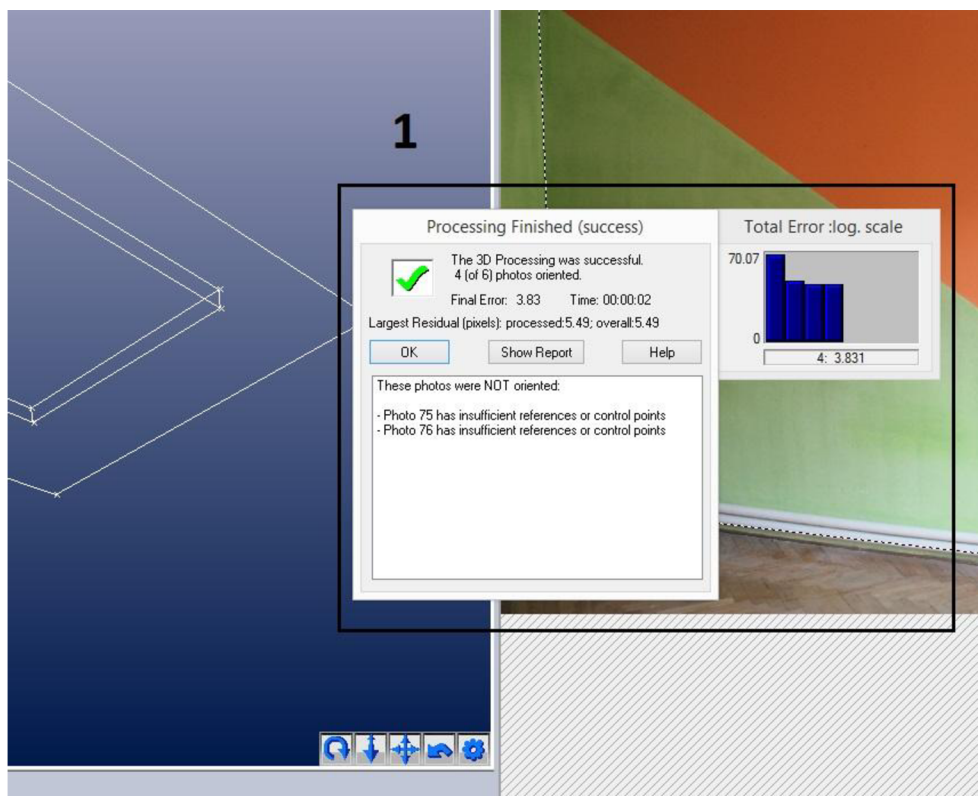 1
Processing Finished (success)
The 3D Processing was successful.
4 (of 6) photos oriented.
Final Error: 3.83 Time: 00:00:02
Largest Residual (pixels): processed:5.49; overall:5.49
OK Show Report Help
These photos were NOT oriented:
- Photo 75 has insufficient references or control points
- Photo 76 has insufficient references or control points
Total Error :log. scale
70.07
0
4: 3.831